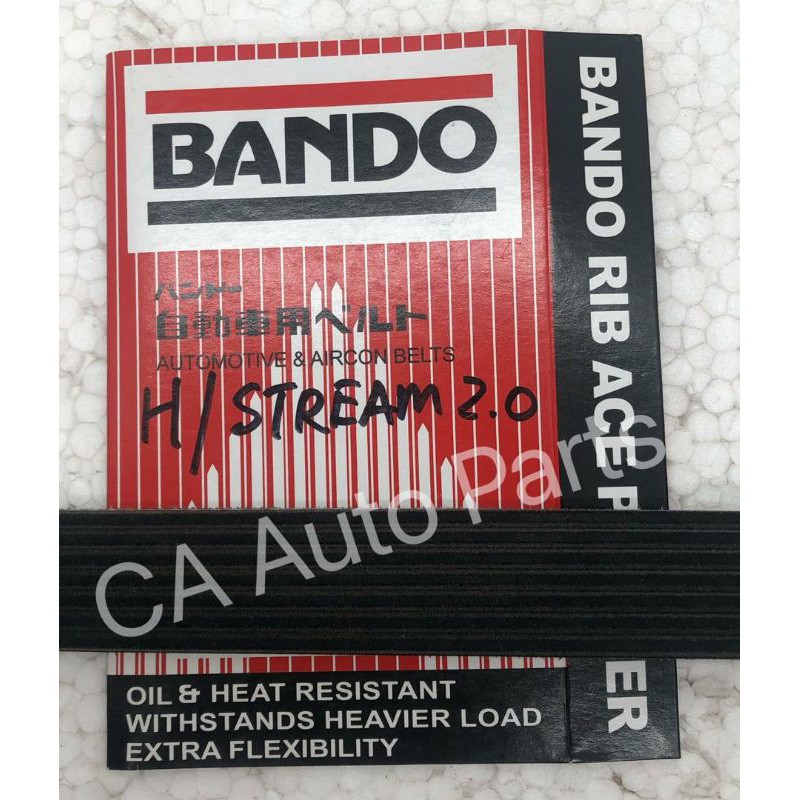 BANDO
バンドー
自動車用ベルト
AUTOMOTIVE & AIRCON BELTS
H/STREAM 2.0
OIL & HEAT RESISTANT
WITHSTANDS HEAVIER LOAD
EXTRA FLEXIBILITY
BANDO RIB ACE
CA Auto Parts